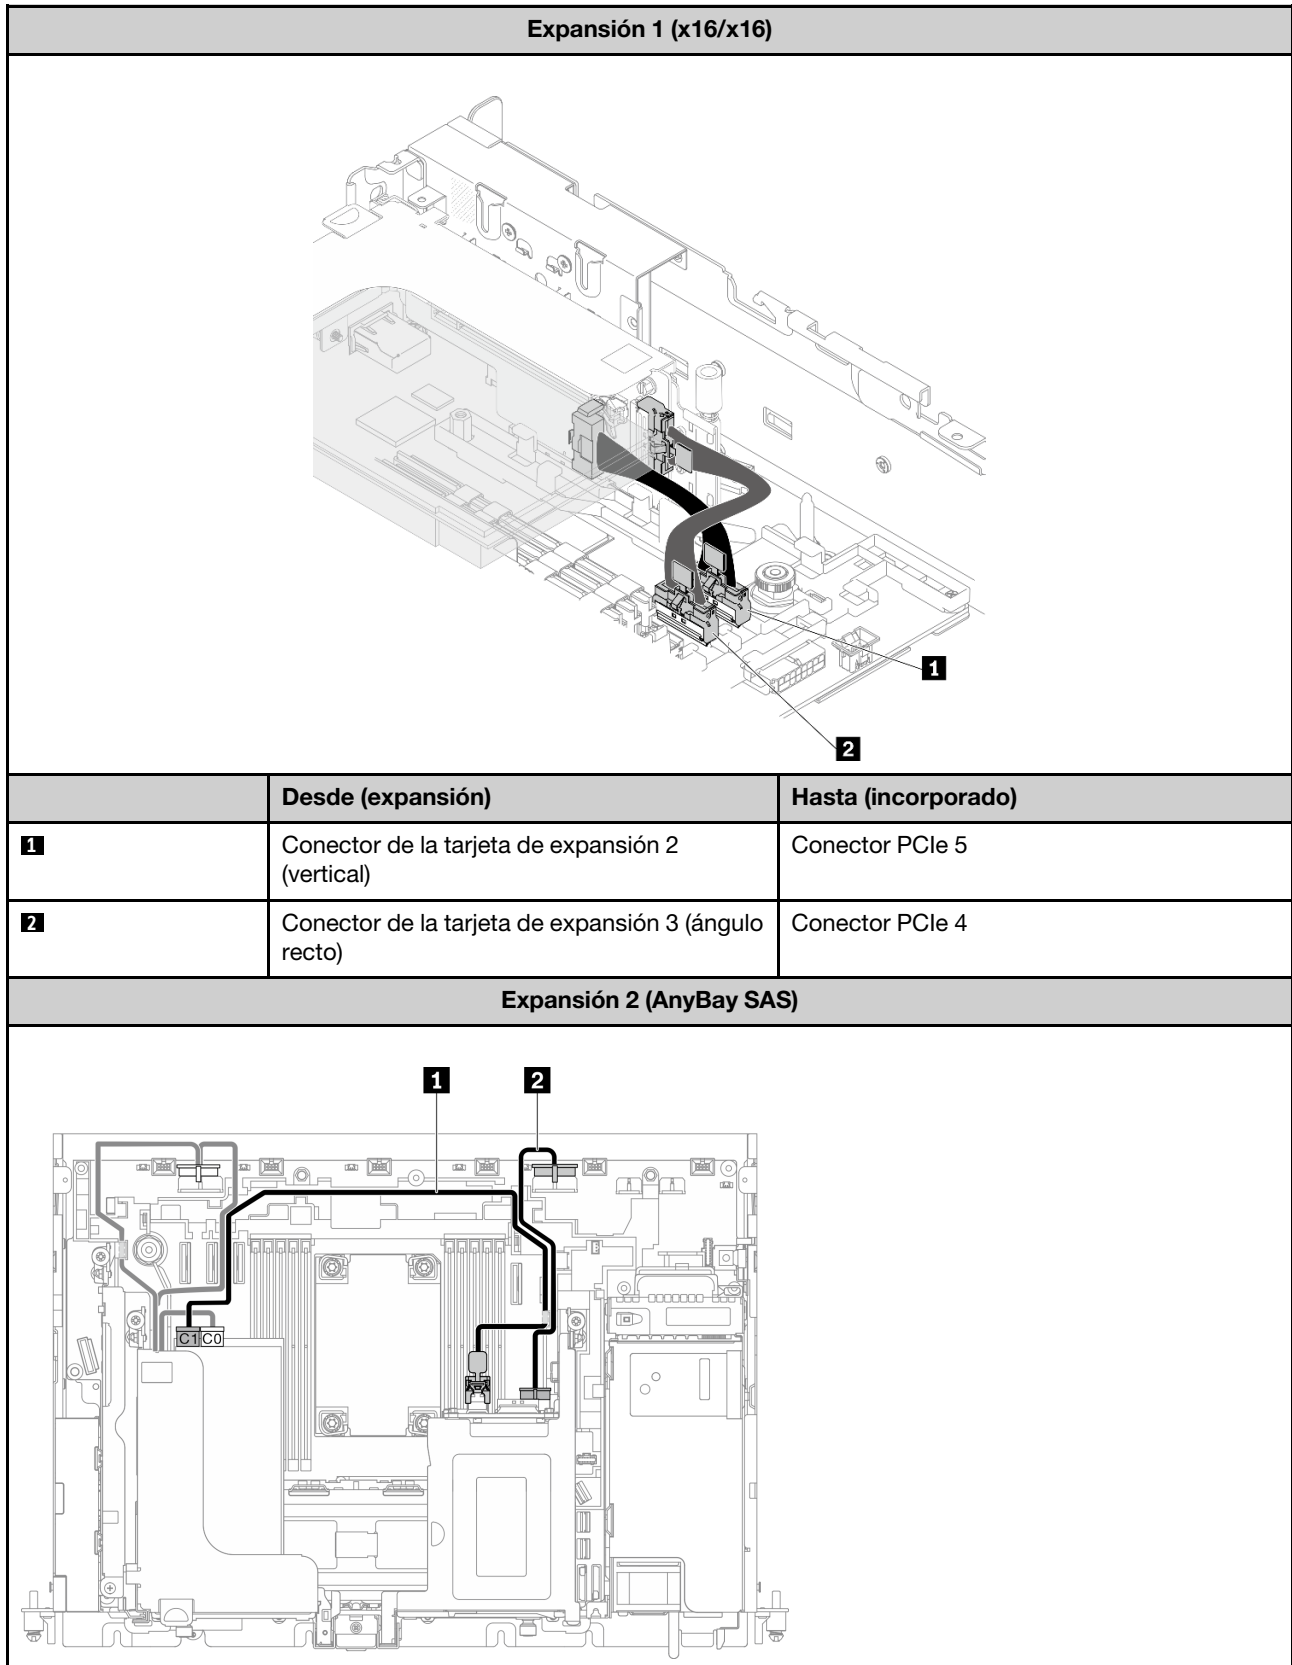 Expansión 1 (x16/x16)
1
2
Desde (expansión) Hasta (incorporado)
1 Conector de la tarjeta de expansión 2 Conector PCIe 5
(vertical)
2 Conector de la tarjeta de expansión 3 (ángulo Conector PCIe 4
recto)
Expansión 2 (AnyBay SAS)
1 2
C1 C0